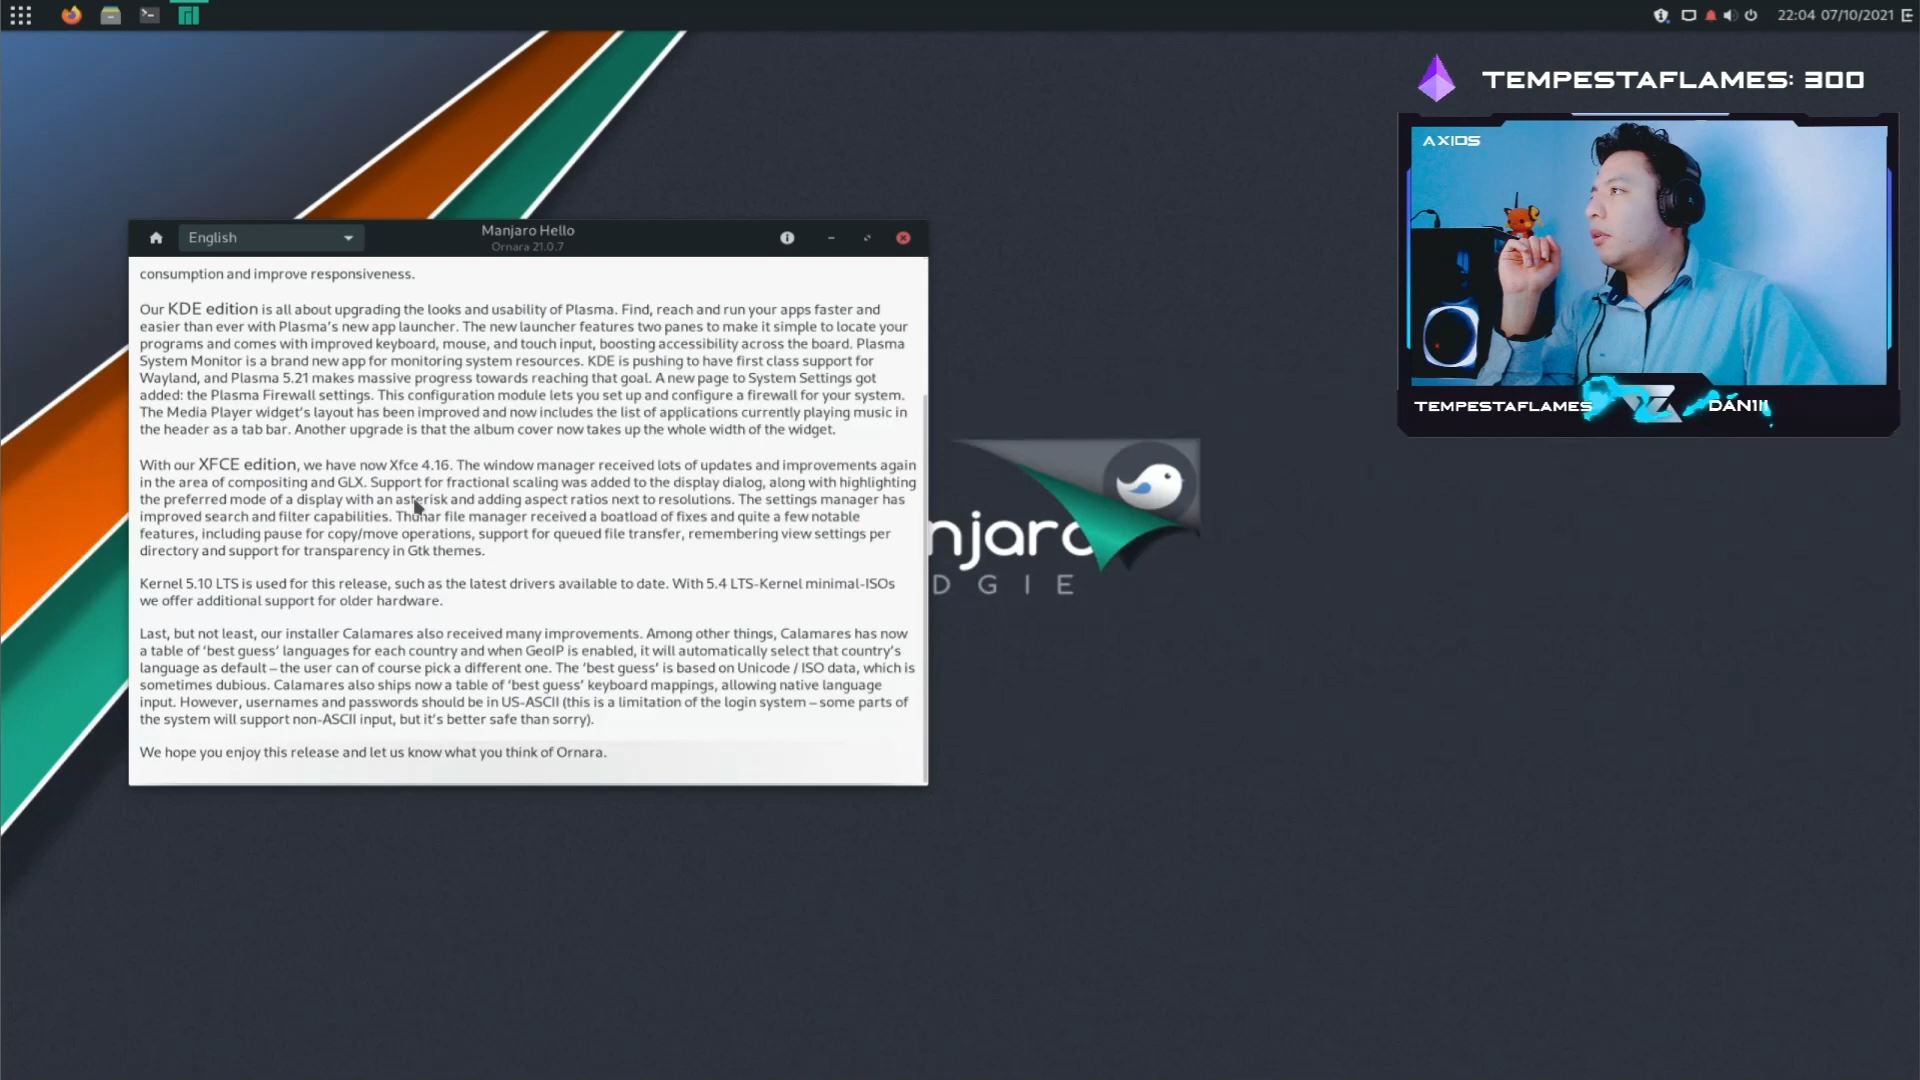 22:04 07/10/2021
TEMPESTAFLAMES: 300
AXIOS
TEMPESTAFLAMES
DAN1II
English
Manjaro Hello
Ornara 21.0.7
consumption and improve responsiveness.
Our KDE edition is all about upgrading the looks and usability of Plasma. Find, reach and run your apps faster and
easier than ever with Plasma's new app launcher. The new launcher features two panes to make it simple to locate your
programs and comes with improved keyboard, mouse, and touch input, boosting accessibility across the board. Plasma
System Monitor is a brand new app for monitoring system resources. KDE is pushing to have first class support for
Wayland, and Plasma 5.21 makes massive progress towards reaching that goal. A new page to System Settings got
added: the Plasma Firewall settings. This configuration module lets you set up and configure a firewall for your system.
The Media Player widget's layout has been improved and now includes the list of applications currently playing music in
the header as a tab bar. Another upgrade is that the album cover now takes up the whole width of the widget.
With our XFCE edition, we have now Xfce 4.16. The window manager received lots of updates and improvements again
in the area of compositing and GLX. Support for fractional scaling was added to the display dialog, along with highlighting
the preferred mode of a display with an asterisk and adding aspect ratios next to resolutions. The settings manager has
improved search and filter capabilities. Thunar file manager received a boatload of fixes and quite a few notable
features, including pause for copy/move operations, support for queued file transfer, remembering view settings per
directory and support for transparency in Gtk themes.
Kernel 5.10 LTS is used for this release, such as the latest drivers available to date. With 5.4 LTS-Kernel minimal-ISOs
we offer additional support for older hardware.
Last, but not least, our installer Calamares also received many improvements. Among other things, Calamares has now
a table of ‘best guess’ languages for each country and when GeoIP is enabled, it will automatically select that country's
language as default – the user can of course pick a different one. The ‘best guess’ is based on Unicode / ISO data, which is
sometimes dubious. Calamares also ships now a table of ‘best guess’ keyboard mappings, allowing native language
input. However, usernames and passwords should be in US-ASCII (this is a limitation of the login system – some parts of
the system will support non-ASCII input, but it's better safe than sorry).
We hope you enjoy this release and let us know what you think of Ornara.
njaro
DGIE